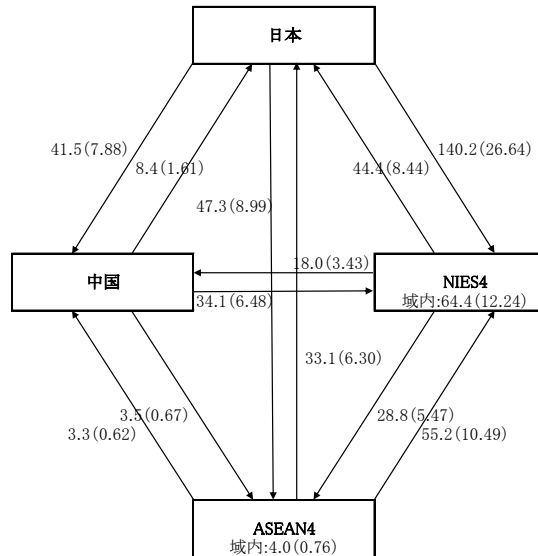 日本
41.5(7.88)
8.4(1.61)
140.2(26.64)
44.4(8.44)
47.3(8.99)
中国
18.0(3.43)
34.1(6.48)
NIES4
域内:64.4(12.24)
33.1(6.30)
3.5(0.67)
3.3(0.62)
28.8(5.47)
55.2(10.49)
ASEAN4
域内:4.0(0.76)